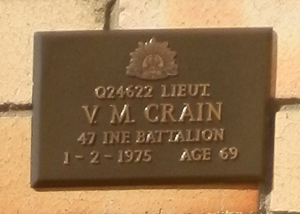 Q24622 LIEUT.
V. M. CRAIN
47 INF BATTALION
1-2-1975 AGE 69